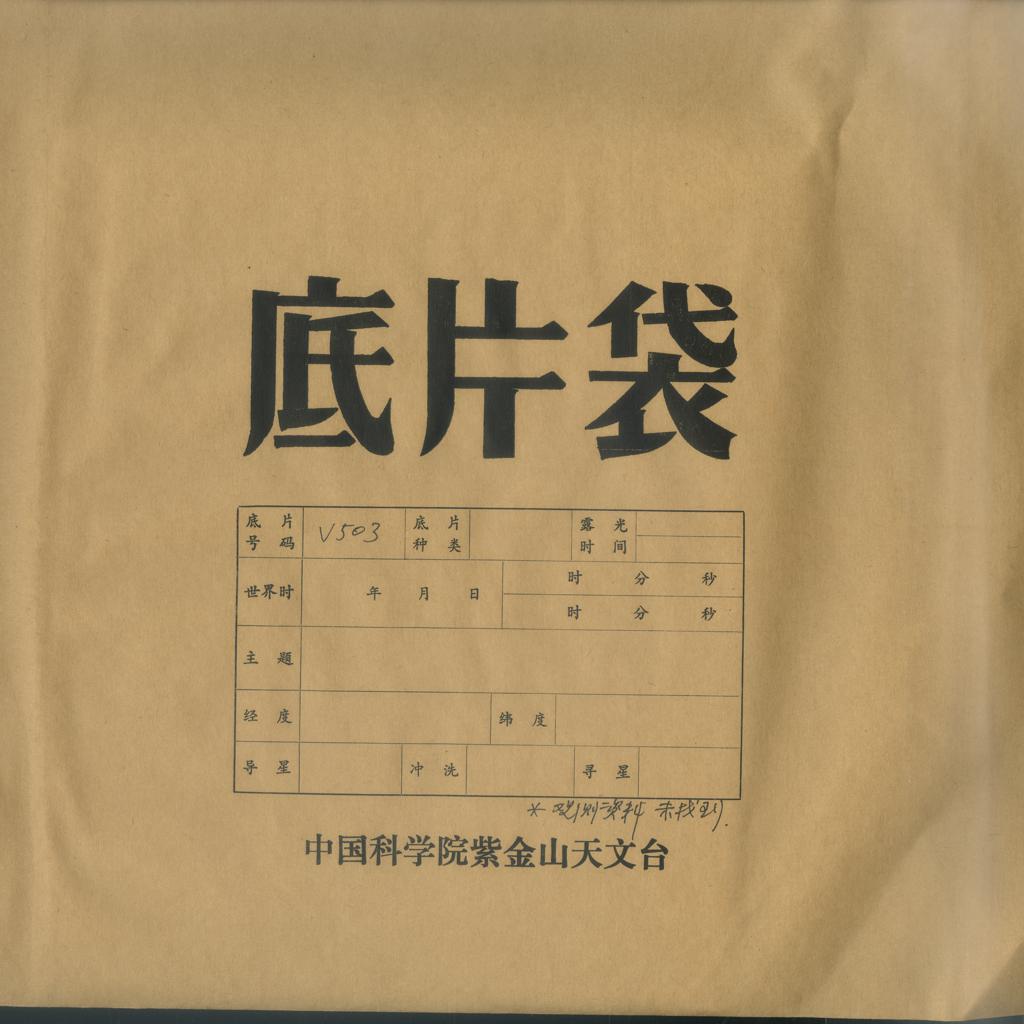 底片袋
底片号码 V503 底片种类 露光时间
世界时 年 月 日 时 分 秒
时 分 秒
主题
经度 纬度
导星 冲洗 寻星
* 观测资料 未找到.
中国科学院紫金山天文台